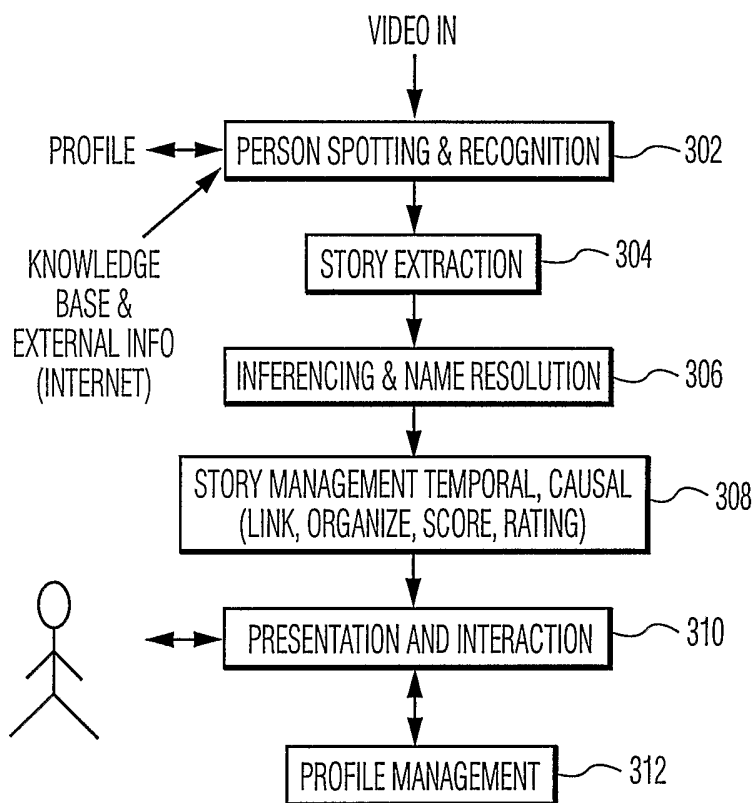 VIDEO IN
PROFILE
PERSON SPOTTING & RECOGNITION
302
KNOWLEDGE
BASE &
EXTERNAL INFO
(INTERNET)
STORY EXTRACTION
304
INFERENCING & NAME RESOLUTION
306
STORY MANAGEMENT TEMPORAL, CAUSAL
(LINK, ORGANIZE, SCORE, RATING)
308
PRESENTATION AND INTERACTION
310
PROFILE MANAGEMENT
312